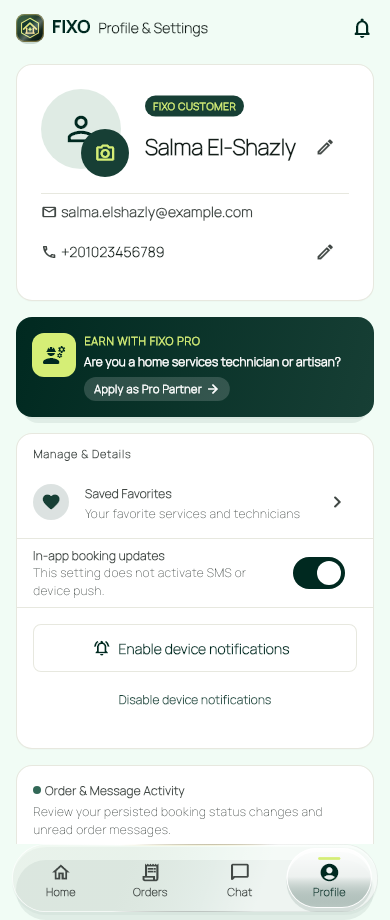 FIXO Profile & Settings
FIXO CUSTOMER
Salma El-Shazly
salma.elshazly@example.com
+201023456789
EARN WITH FIXO PRO
Are you a home services technician or artisan?
Apply as Pro Partner →
Manage & Details
Saved Favorites
Your favorite services and technicians
In-app booking updates
This setting does not activate SMS or
device push.
Enable device notifications
Disable device notifications
Order & Message Activity
Review your persisted booking status changes and
unread order messages.
Home Orders Chat Profile